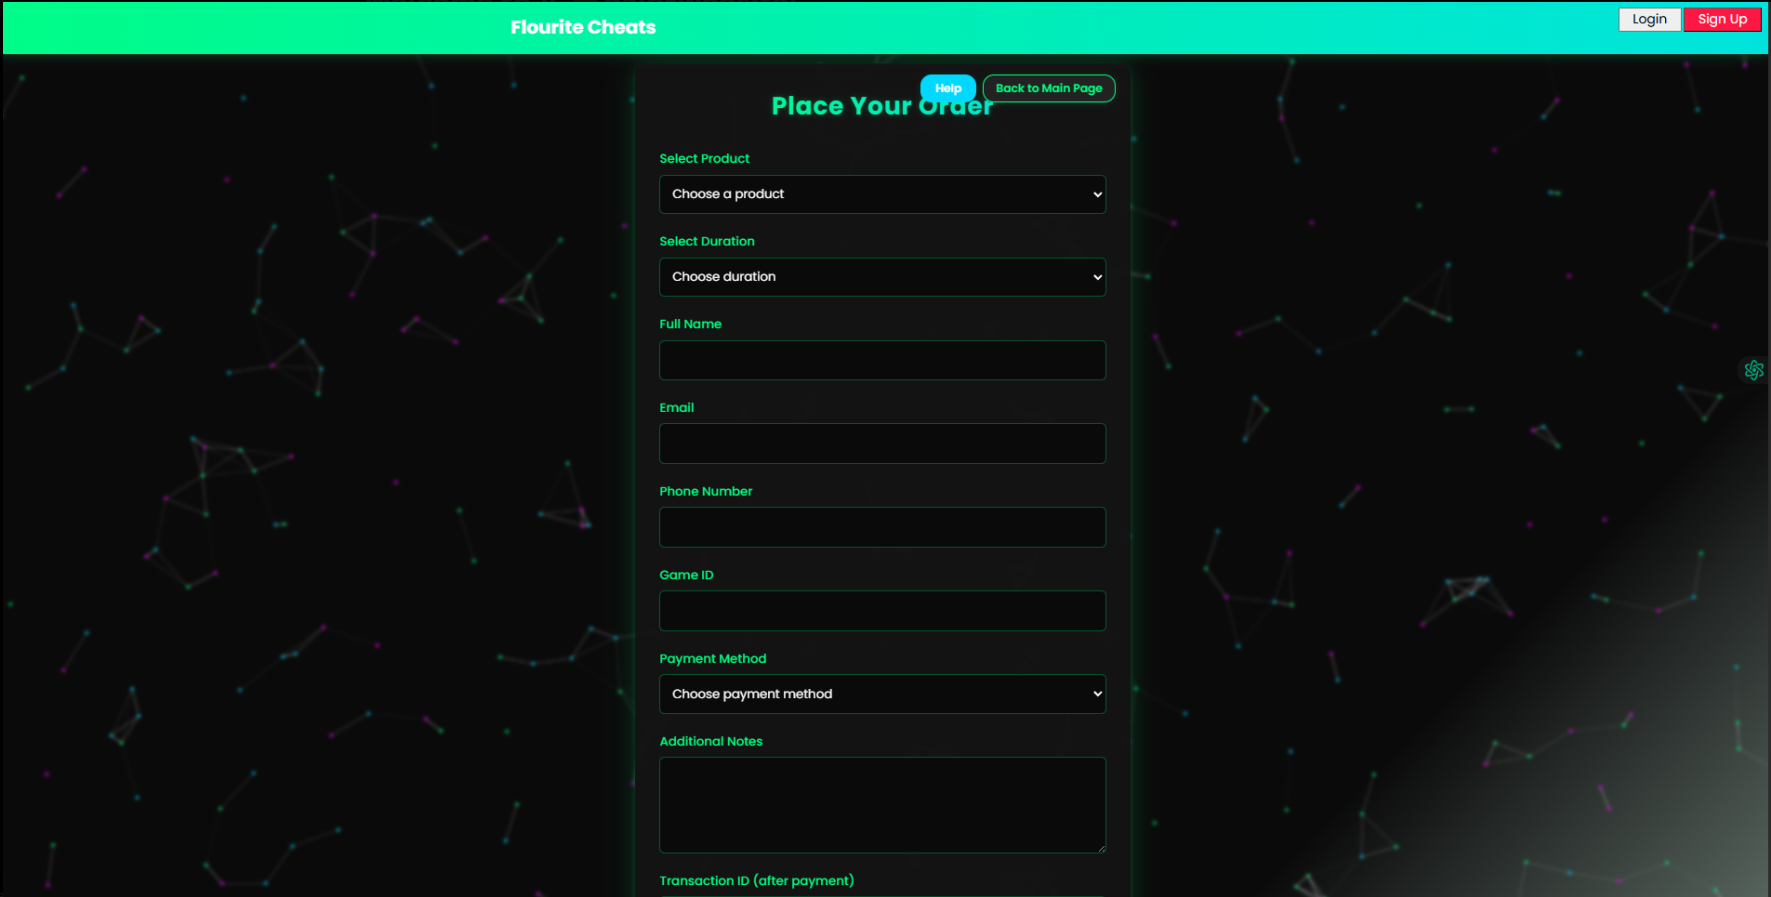 Flourite Cheats
Login
Sign Up
Help
Back to Main Page
Place Your Order
Select Product
Choose a product
Select Duration
Choose duration
Full Name
Email
Phone Number
Game ID
Payment Method
Choose payment method
Additional Notes
Transaction ID (after payment)